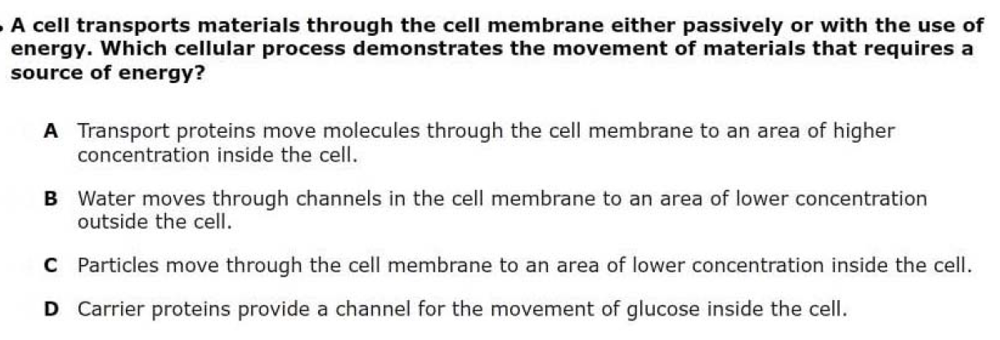 . A cell transports materials through the cell membrane either passively or with the use of
energy. Which cellular process demonstrates the movement of materials that requires a
source of energy?
A Transport proteins move molecules through the cell membrane to an area of higher
concentration inside the cell.
B Water moves through channels in the cell membrane to an area of lower concentration
outside the cell.
C Particles move through the cell membrane to an area of lower concentration inside the cell.
D Carrier proteins provide a channel for the movement of glucose inside the cell.